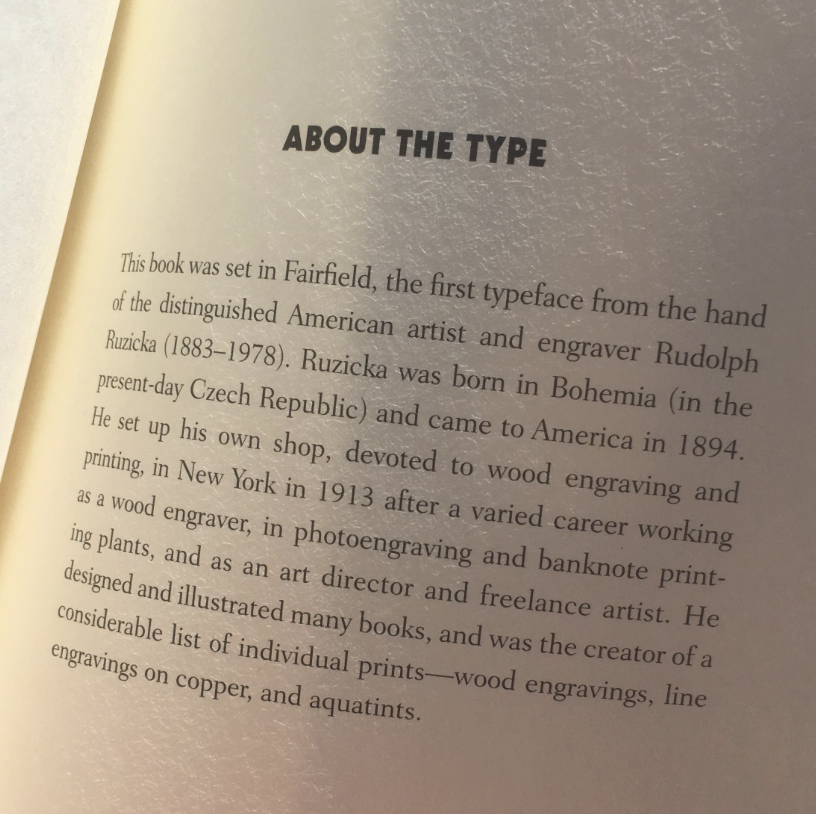 ABOUT THE TYPE
This book was set in Fairfield, the first typeface from the hand
of the distinguished American artist and engraver Rudolph
Ruzicka (1883–1978). Ruzicka was born in Bohemia (in the
present-day Czech Republic) and came to America in 1894.
He set up his own shop, devoted to wood engraving and
printing, in New York in 1913 after a varied career working
as a wood engraver, in photoengraving and banknote print-
ing plants, and as an art director and freelance artist. He
designed and illustrated many books, and was the creator of a
considerable list of individual prints—wood engravings, line
engravings on copper, and aquatints.